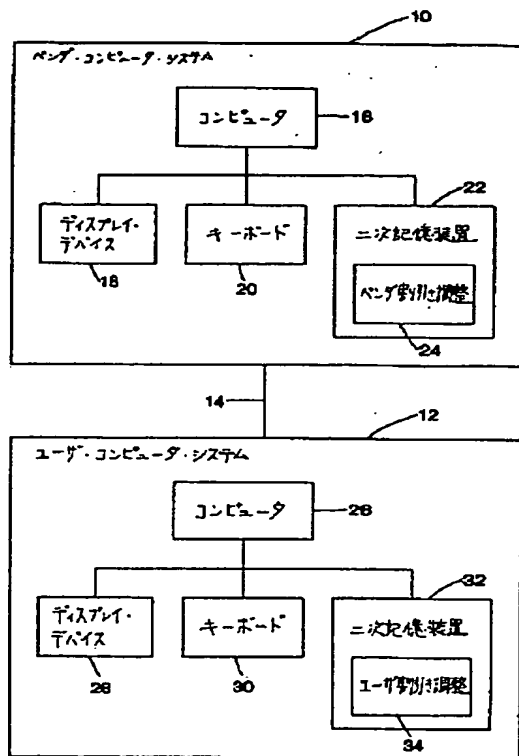 10
ベンダ・コンピュータ・システム
コンピュータ
16
22
ディスプレイ・
デバイス
キーボード
二次記憶装置
ベンダ割引き調整
18
20
24
14
12
ユーザ・コンピュータ・システム
コンピュータ
26
32
ディスプレイ・
デバイス
キーボード
二次記憶装置
ユーザ割引き調整
28
30
34